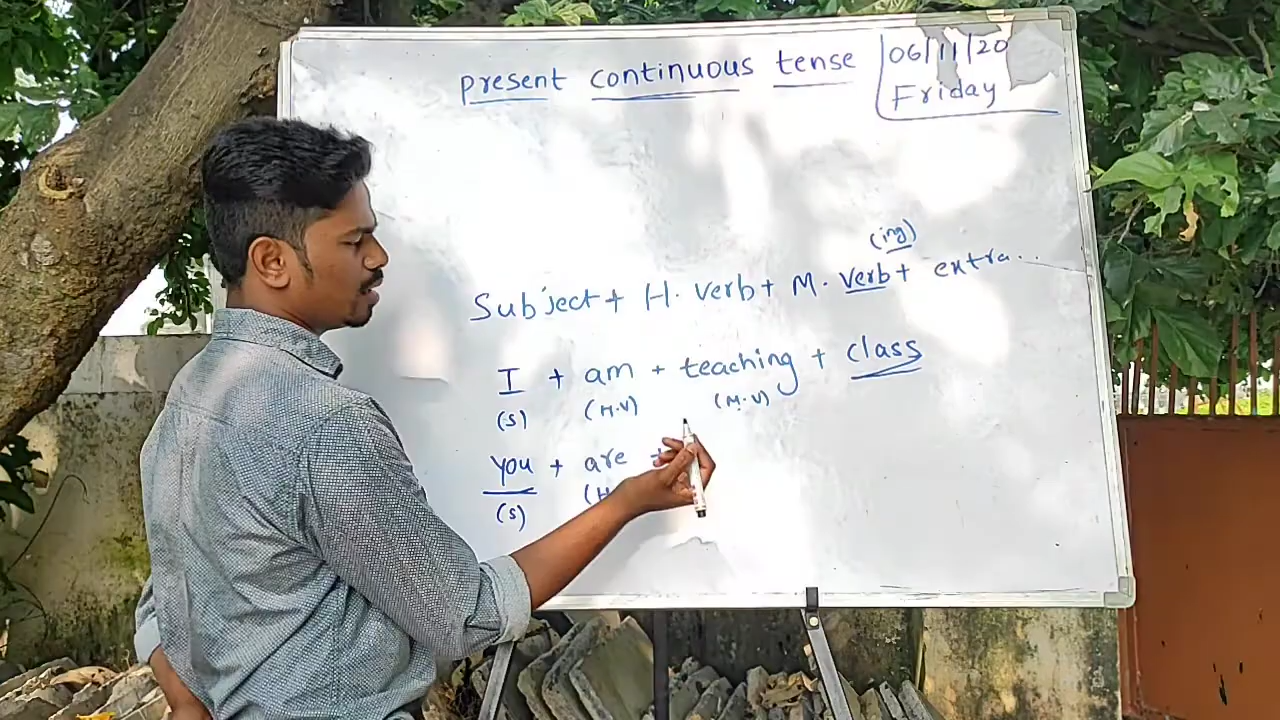 present continuous tense
06/11/20
Friday
(ing)
Subject + H. verb + M. verb + extra...
I + am + teaching + class
(S) (H.V) (M.V)
you + are +
(S) (H